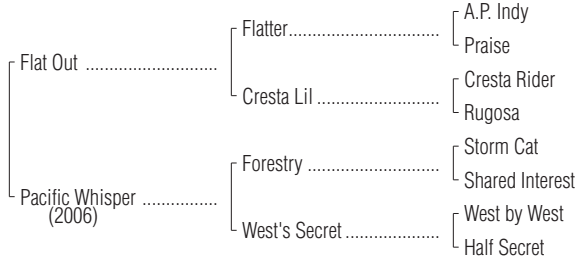 A.P. Indy
Flatter
Praise
Flat Out
Cresta Rider
Cresta Lil
Rugosa
Storm Cat
Forestry
Shared Interest
Pacific Whisper
(2006)
West by West
West's Secret
Half Secret